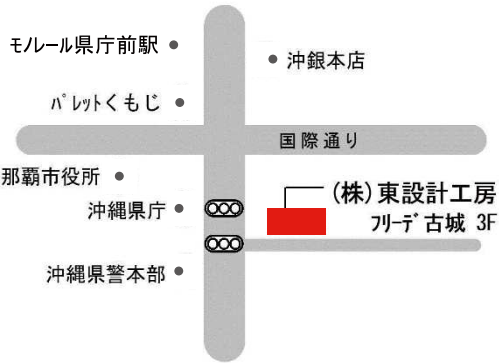 ﾓﾉﾚｰﾙ県庁前駅
沖銀本店
ﾊﾟﾚｯﾄくもじ
国際通り
那覇市役所
沖縄県庁
(株)東設計工房
ﾌﾘｰﾃﾞ古城 3F
沖縄県警本部